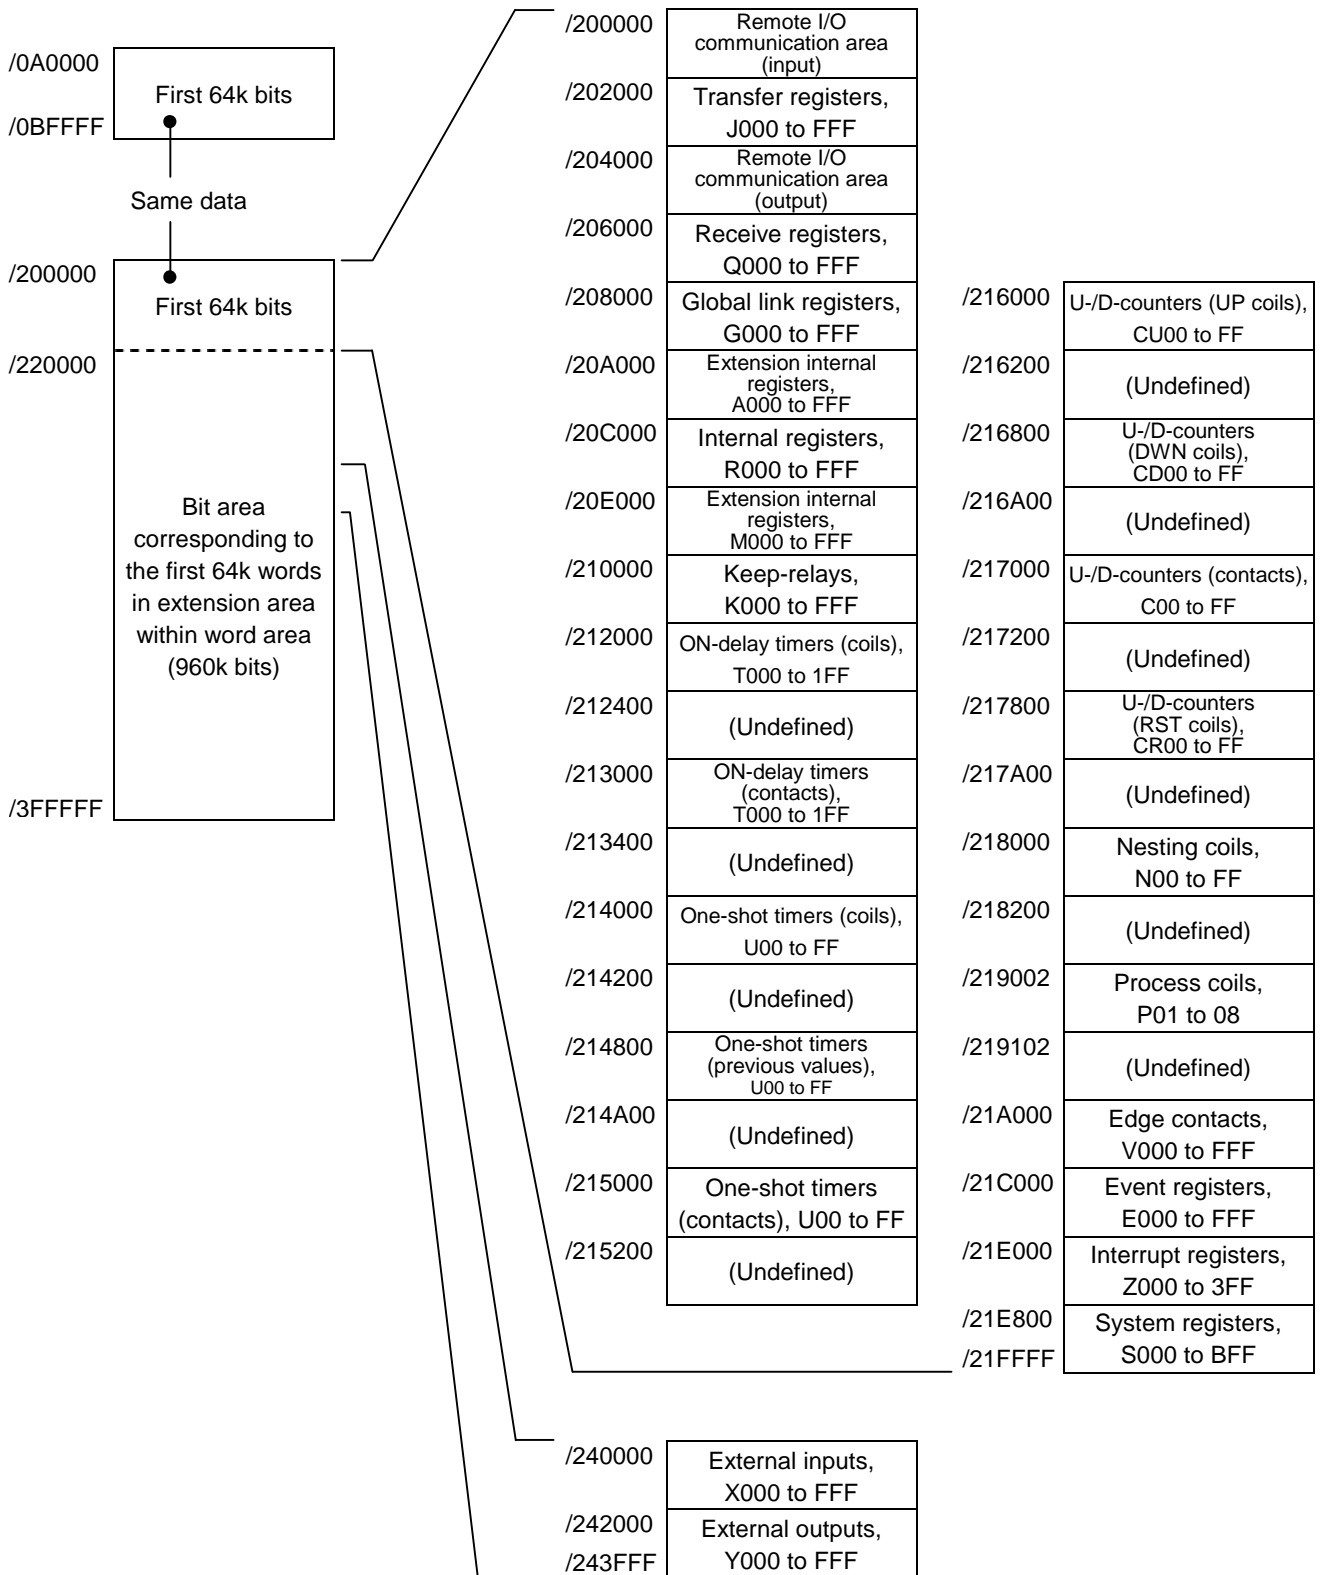 /0A0000
First 64k bits
/0BFFFF
Same data
/200000
First 64k bits
/220000
Bit area
corresponding to
the first 64k words
in extension area
within word area
(960k bits)
/3FFFFF
/200000
Remote I/O
communication area
(input)
/202000
Transfer registers,
J000 to FFF
/204000
Remote I/O
communication area
(output)
/206000
Receive registers,
Q000 to FFF
/208000
Global link registers,
G000 to FFF
/20A000
Extension internal
registers,
A000 to FFF
/20C000
Internal registers,
R000 to FFF
/20E000
Extension internal
registers,
M000 to FFF
/210000
Keep-relays,
K000 to FFF
/212000
ON-delay timers (coils),
T000 to 1FF
/212400
(Undefined)
/213000
ON-delay timers
(contacts),
T000 to 1FF
/213400
(Undefined)
/214000
One-shot timers (coils),
U00 to FF
/214200
(Undefined)
/214800
One-shot timers
(previous values),
U00 to FF
/214A00
(Undefined)
/215000
One-shot timers
(contacts), U00 to FF
/215200
(Undefined)
/216000
U-/D-counters (UP coils),
CU00 to FF
/216200
(Undefined)
/216800
U-/D-counters
(DWN coils),
CD00 to FF
/216A00
(Undefined)
/217000
U-/D-counters (contacts),
C00 to FF
/217200
(Undefined)
/217800
U-/D-counters
(RST coils),
CR00 to FF
/217A00
(Undefined)
/218000
Nesting coils,
N00 to FF
/218200
(Undefined)
/219002
Process coils,
P01 to 08
/219102
(Undefined)
/21A000
Edge contacts,
V000 to FFF
/21C000
Event registers,
E000 to FFF
/21E000
Interrupt registers,
Z000 to 3FF
/21E800
System registers,
S000 to BFF
/21FFFF
/240000
External inputs,
X000 to FFF
/242000
External outputs,
Y000 to FFF
/243FFF